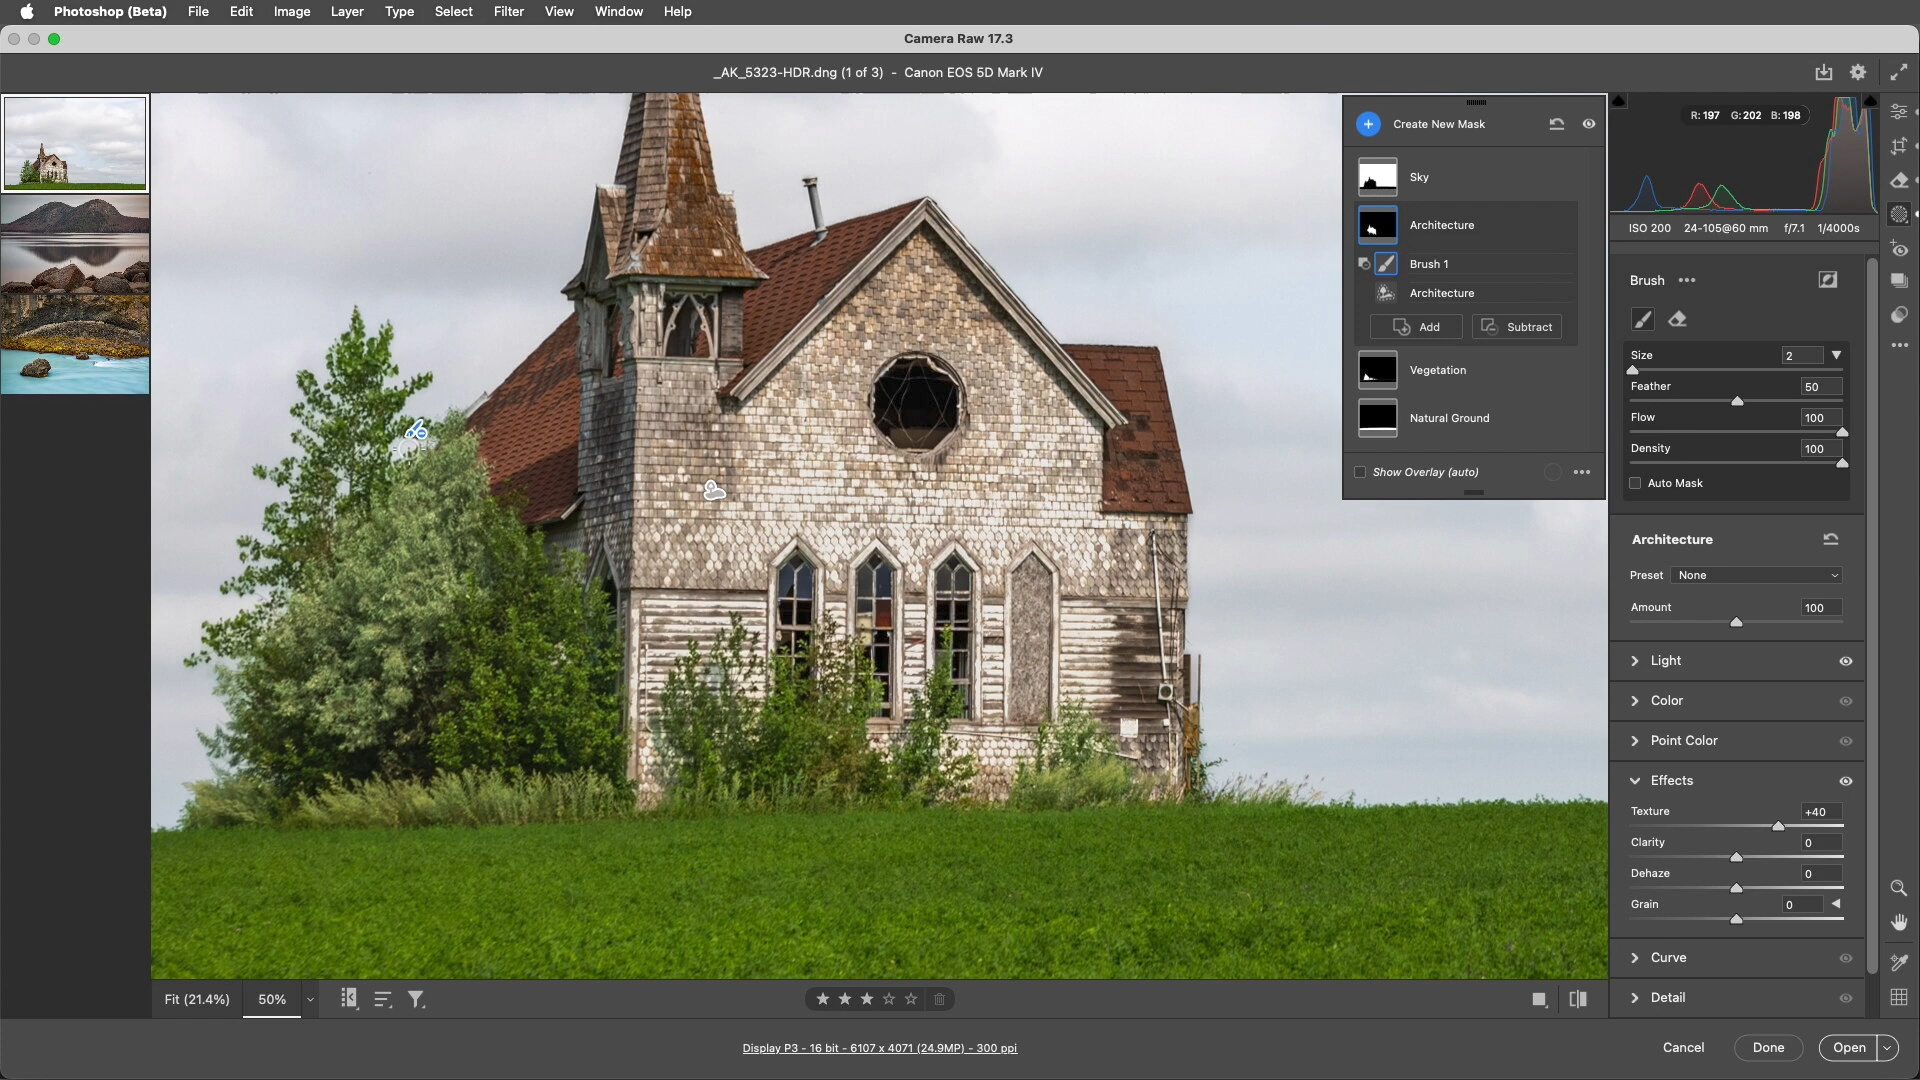 Photoshop (Beta) File Edit Image Layer Type Select Filter View Window Help
Camera Raw 17.3
_AK_5323-HDR.dng (1 of 3) - Canon EOS 5D Mark IV
Create New Mask
Sky
Architecture
Brush 1
Architecture
Add Subtract
Vegetation
Natural Ground
Show Overlay (auto)
R: 197 G: 202 B: 198
ISO 200 24-105@60 mm f/7.1 1/4000s
Brush
Size 2
Feather 50
Flow 100
Density 100
Auto Mask
Architecture
Preset None
Amount 100
Light
Color
Point Color
Effects
Texture +40
Clarity 0
Dehaze 0
Grain 0
Curve
Detail
Fit (21.4%) 50%
Display P3 - 16 bit - 6107 x 4071 (24.9MP) - 300 ppi
Cancel Done Open